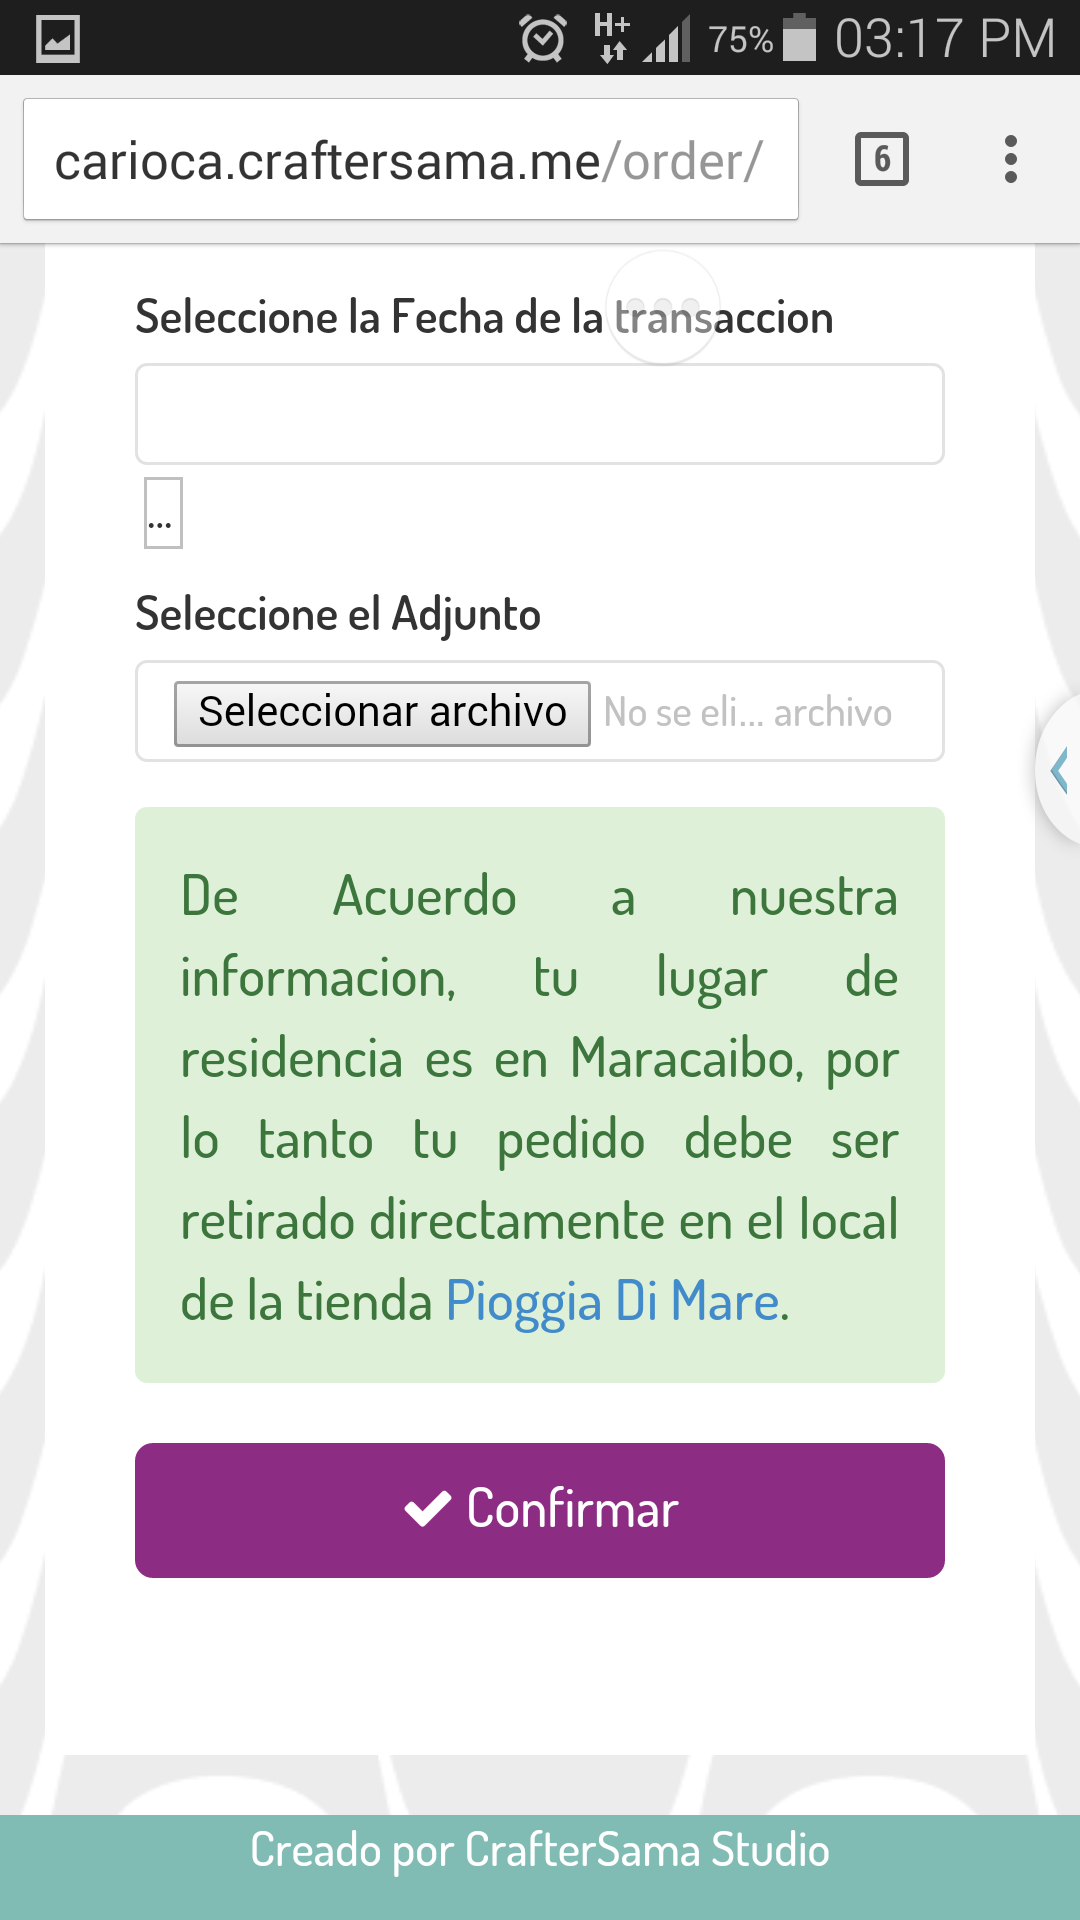 H+ 75% 03:17 PM
carioca.craftersama.me/order/ 6
Seleccione la Fecha de la transaccion
...
Seleccione el Adjunto
Seleccionar archivo No se eli... archivo
De Acuerdo a nuestra
informacion, tu lugar de
residencia es en Maracaibo, por
lo tanto tu pedido debe ser
retirado directamente en el local
de la tienda Pioggia Di Mare.
Confirmar
Creado por CrafterSama Studio